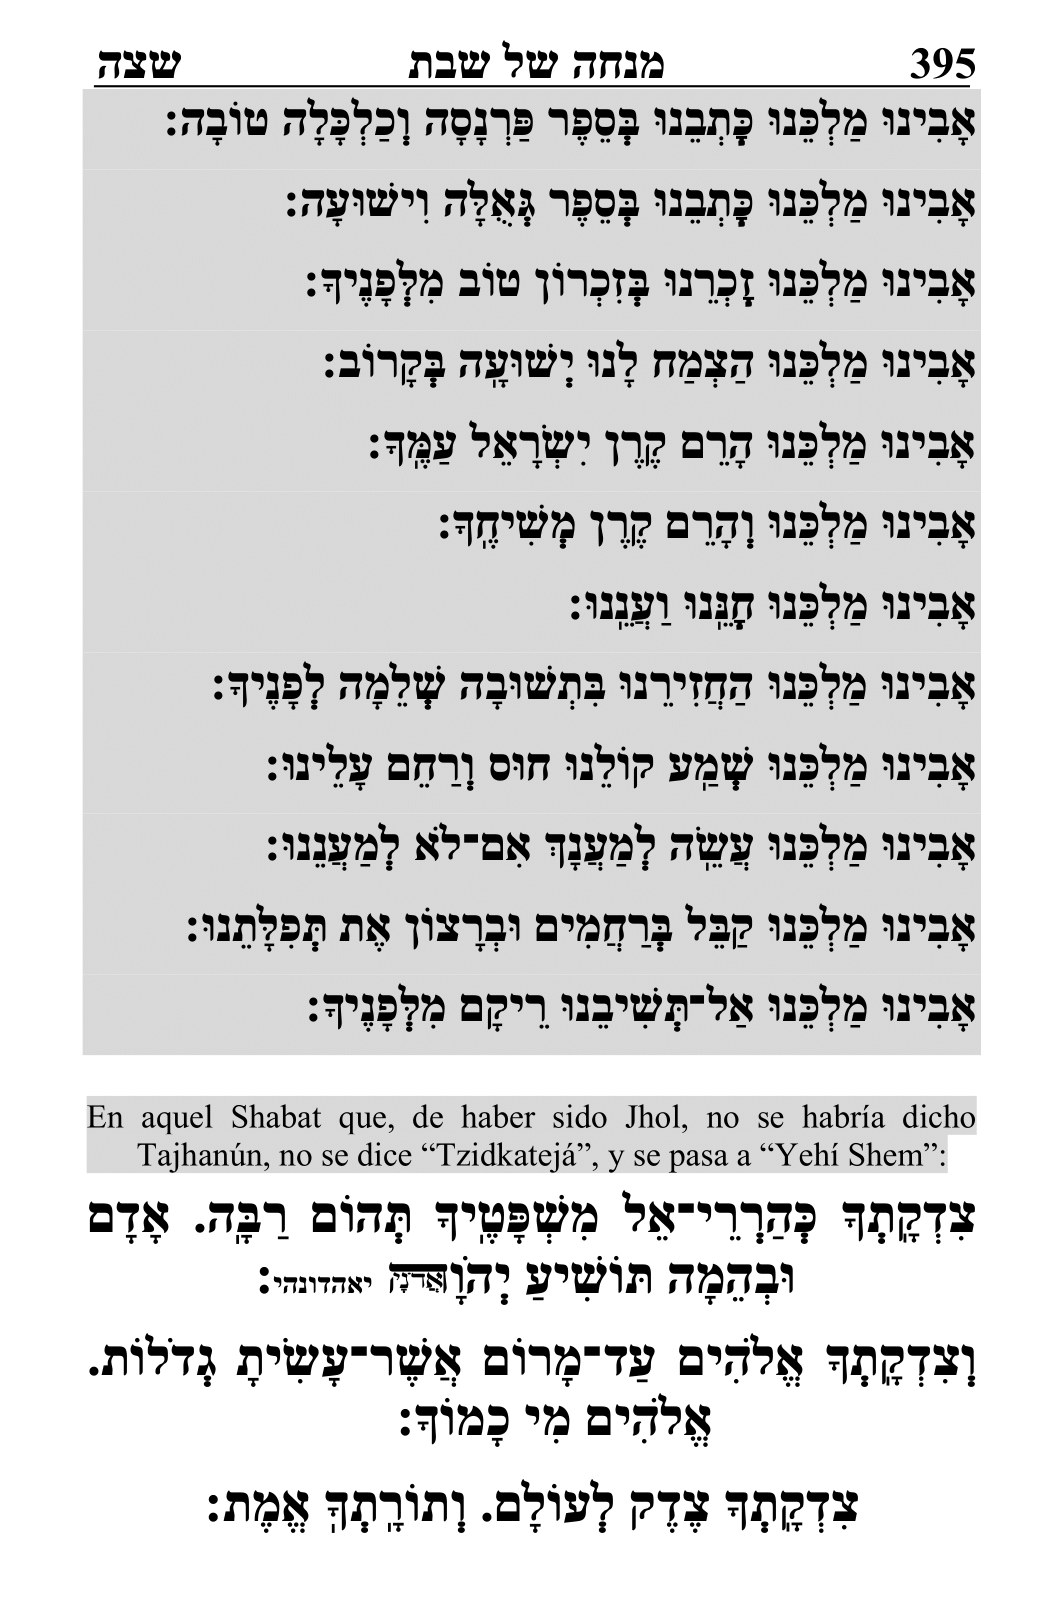 395 מנחה של שבת שצה
אָבִינוּ מַלְכֵּנוּ כָּתְבֵנוּ בְּסֵפֶר פַּרְנָסָה וְכַלְכָּלָה טוֹבָה:
אָבִינוּ מַלְכֵּנוּ כָּתְבֵנוּ בְּסֵפֶר גְּאֻלָּה וִישׁוּעָה:
אָבִינוּ מַלְכֵּנוּ זָכְרֵנוּ בְּזִכְרוֹן טוֹב מִלְּפָנֶיךָ:
אָבִינוּ מַלְכֵּנוּ הַצְמַח לָנוּ יְשׁוּעָה בְּקָרוֹב:
אָבִינוּ מַלְכֵּנוּ הָרֵם קֶרֶן יִשְׂרָאֵל עַמֶּךָ:
אָבִינוּ מַלְכֵּנוּ וְהָרֵם קֶרֶן מְשִׁיחֶךָ:
אָבִינוּ מַלְכֵּנוּ חָנֵּנוּ וַעֲנֵנוּ:
אָבִינוּ מַלְכֵּנוּ הַחֲזִירֵנוּ בִּתְשׁוּבָה שְׁלֵמָה לְפָנֶיךָ:
אָבִינוּ מַלְכֵּנוּ שְׁמַע קוֹלֵנוּ חוּס וְרַחֵם עָלֵינוּ:
אָבִינוּ מַלְכֵּנוּ עֲשֵׂה לְמַעֲנָךְ אִם־לֹא לְמַעֲנֵנוּ:
אָבִינוּ מַלְכֵּנוּ קַבֵּל בְּרַחֲמִים וּבְרָצוֹן אֶת תְּפִלָּתֵנוּ:
אָבִינוּ מַלְכֵּנוּ אַל־תְּשִׁיבֵנוּ רֵיקָם מִלְּפָנֶיךָ:
En aquel Shabat que, de haber sido Jhol, no se habría dicho
Tajhanún, no se dice “Tzidkatejá”, y se pasa a “Yehí Shem”:
צִדְקָתְךָ כְּהַרְרֵי־אֵל מִשְׁפָּטֶיךָ תְּהוֹם רַבָּה. אָדָם
וּבְהֵמָה תּוֹשִׁיעַ יְהֹוָהאֲדֹנָי יאהדונהי:
וְצִדְקָתְךָ אֱלֹהִים עַד־מָרוֹם אֲשֶׁר־עָשִׂיתָ גְדֹלוֹת.
אֱלֹהִים מִי כָמוֹךָ:
צִדְקָתְךָ צֶדֶק לְעוֹלָם. וְתוֹרָתְךָ אֱמֶת: